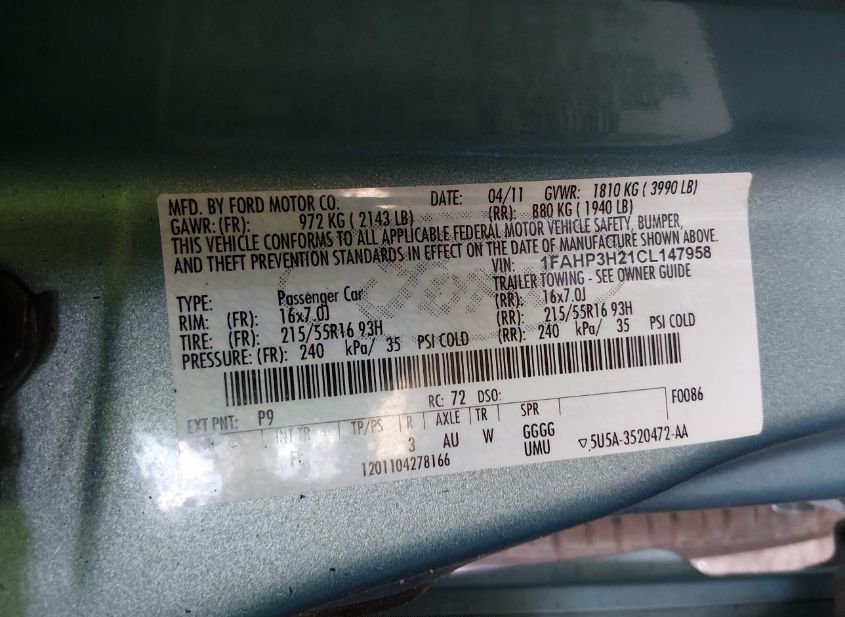 MFD. BY FORD MOTOR CO. DATE: 04/11 GVWR: 1810 KG ( 3990 LB)
GAWR: (FR): 972 KG ( 2143 LB) (RR): 880 KG ( 1940 LB)
THIS VEHICLE CONFORMS TO ALL APPLICABLE FEDERAL MOTOR VEHICLE SAFETY, BUMPER,
AND THEFT PREVENTION STANDARDS IN EFFECT ON THE DATE OF MANUFACTURE SHOWN ABOVE.
VIN: 1FAHP3H21CL147958
TYPE: Passenger Car TRAILER TOWING - SEE OWNER GUIDE
RIM: (FR): 16x7.0J (RR): 16x7.0J
TIRE: (FR): 215/55R16 93H (RR): 215/55R16 93H
PRESSURE: (FR): 240 kPa/ 35 PSI COLD (RR): 240 kPa/ 35 PSI COLD
RC: 72 DSO: F0086
EXT PNT: P9
INT TR TP/PS R AXLE TR SPR
3 AU W GGGG
UMU
1201104278166
▽5U5A-3520472-AA